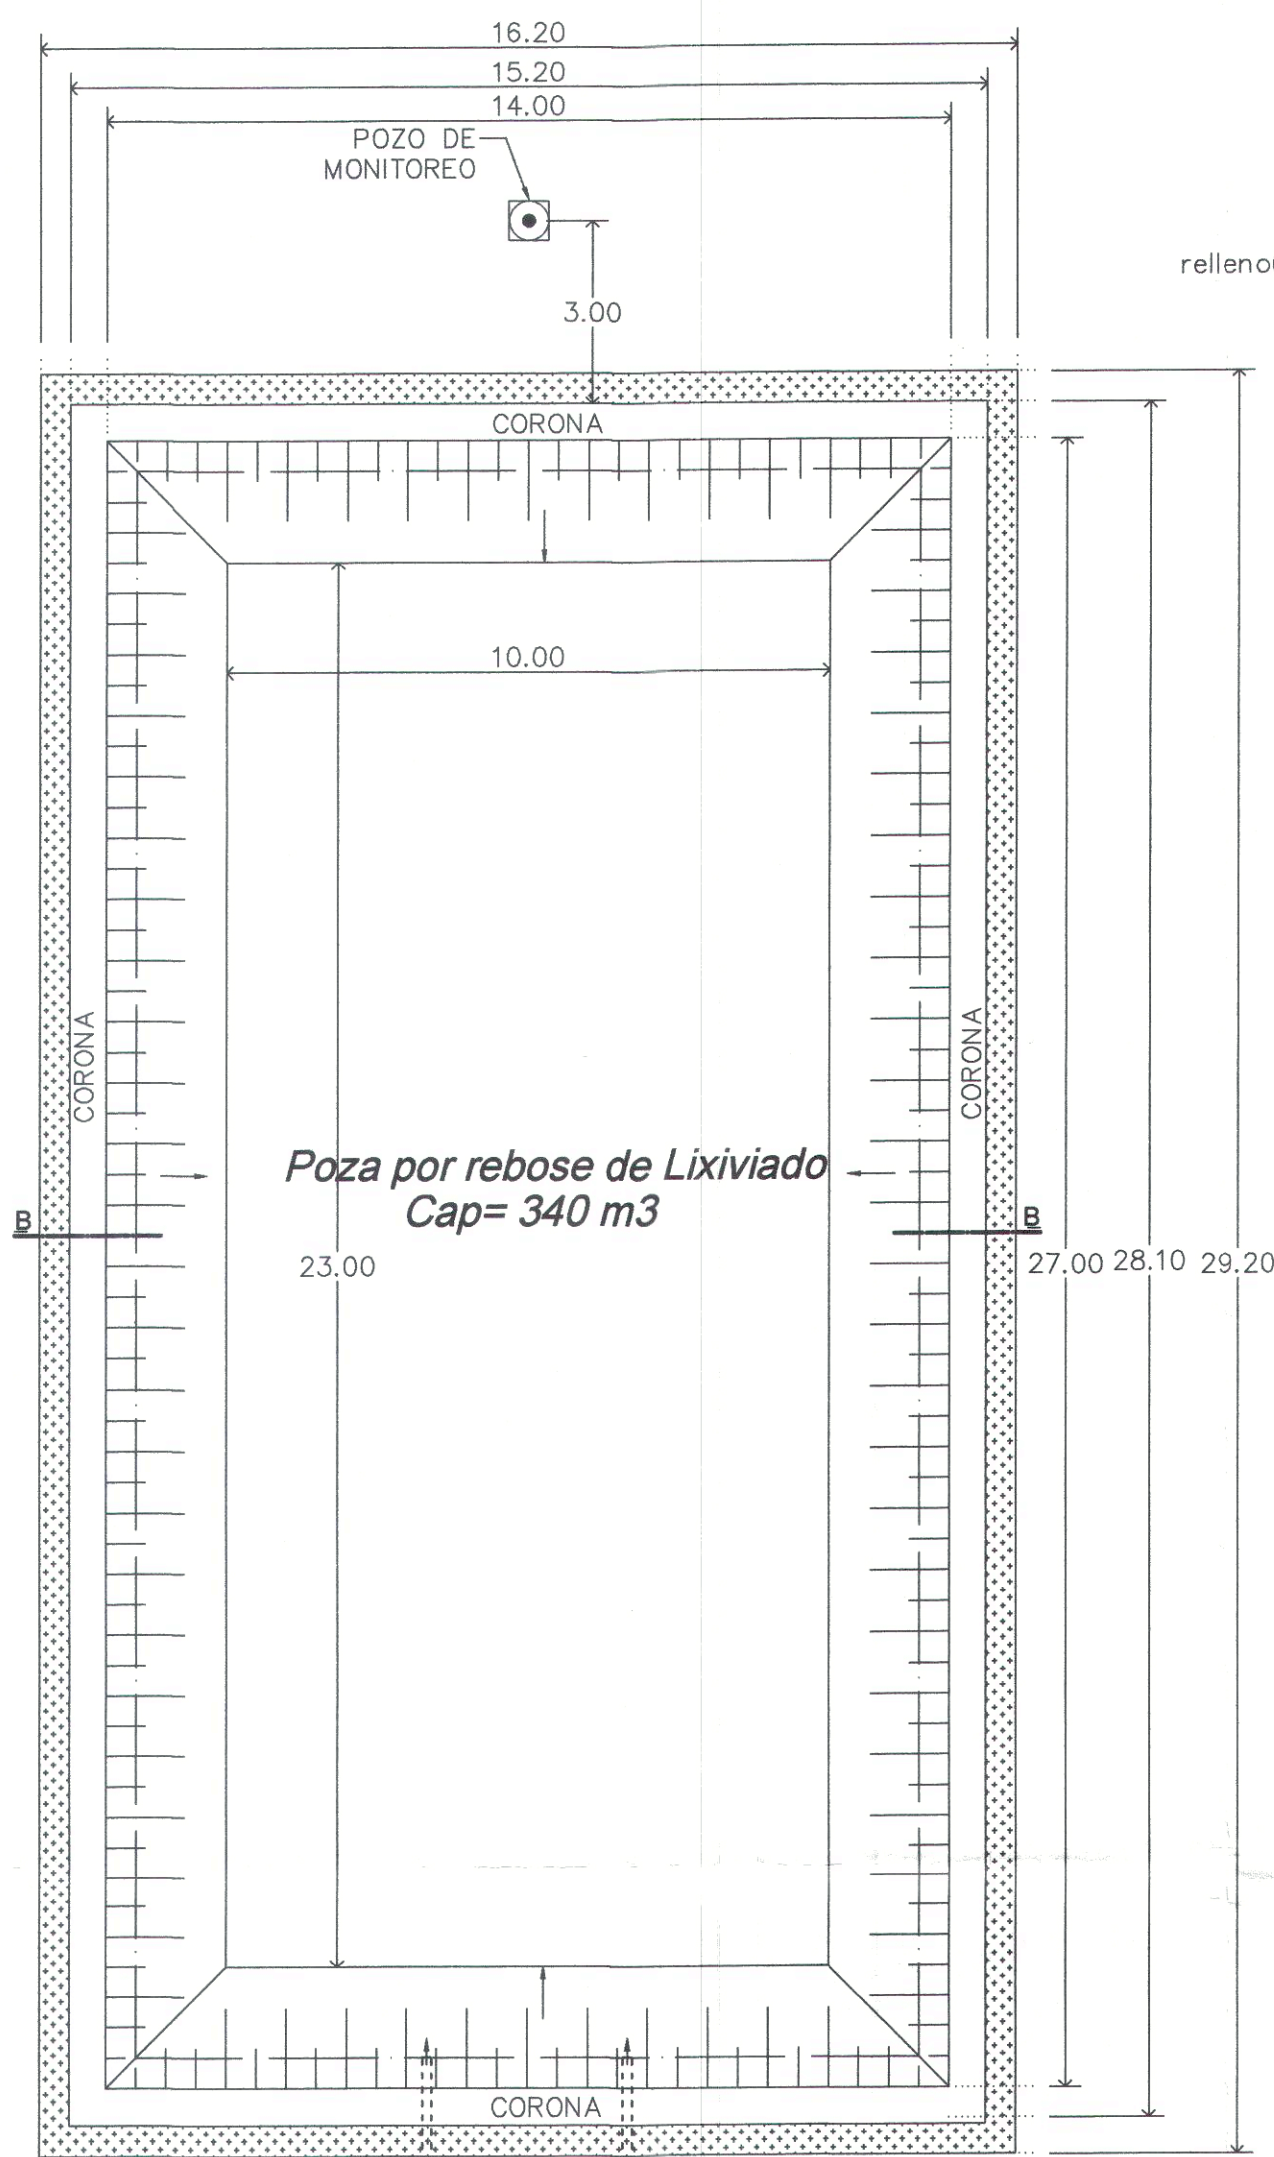 16.20
15.20
14.00
POZO DE
MONITOREO
3.00
CORONA
10.00
CORONA
CORONA
Poza por rebose de Lixiviado
Cap= 340 m3
B
B
23.00
27.00
28.10
29.20
CORONA